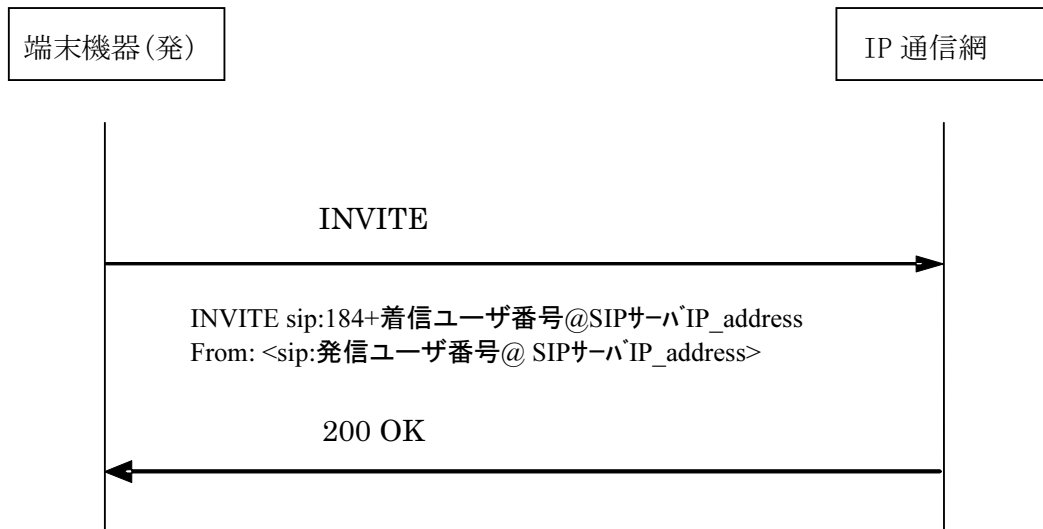 端末機器(発)
IP 通信網
INVITE
INVITE sip:184+着信ユーザ番号@SIPｻｰﾊﾞIP_address
From: <sip:発信ユーザ番号@ SIPｻｰﾊﾞIP_address>
200 OK